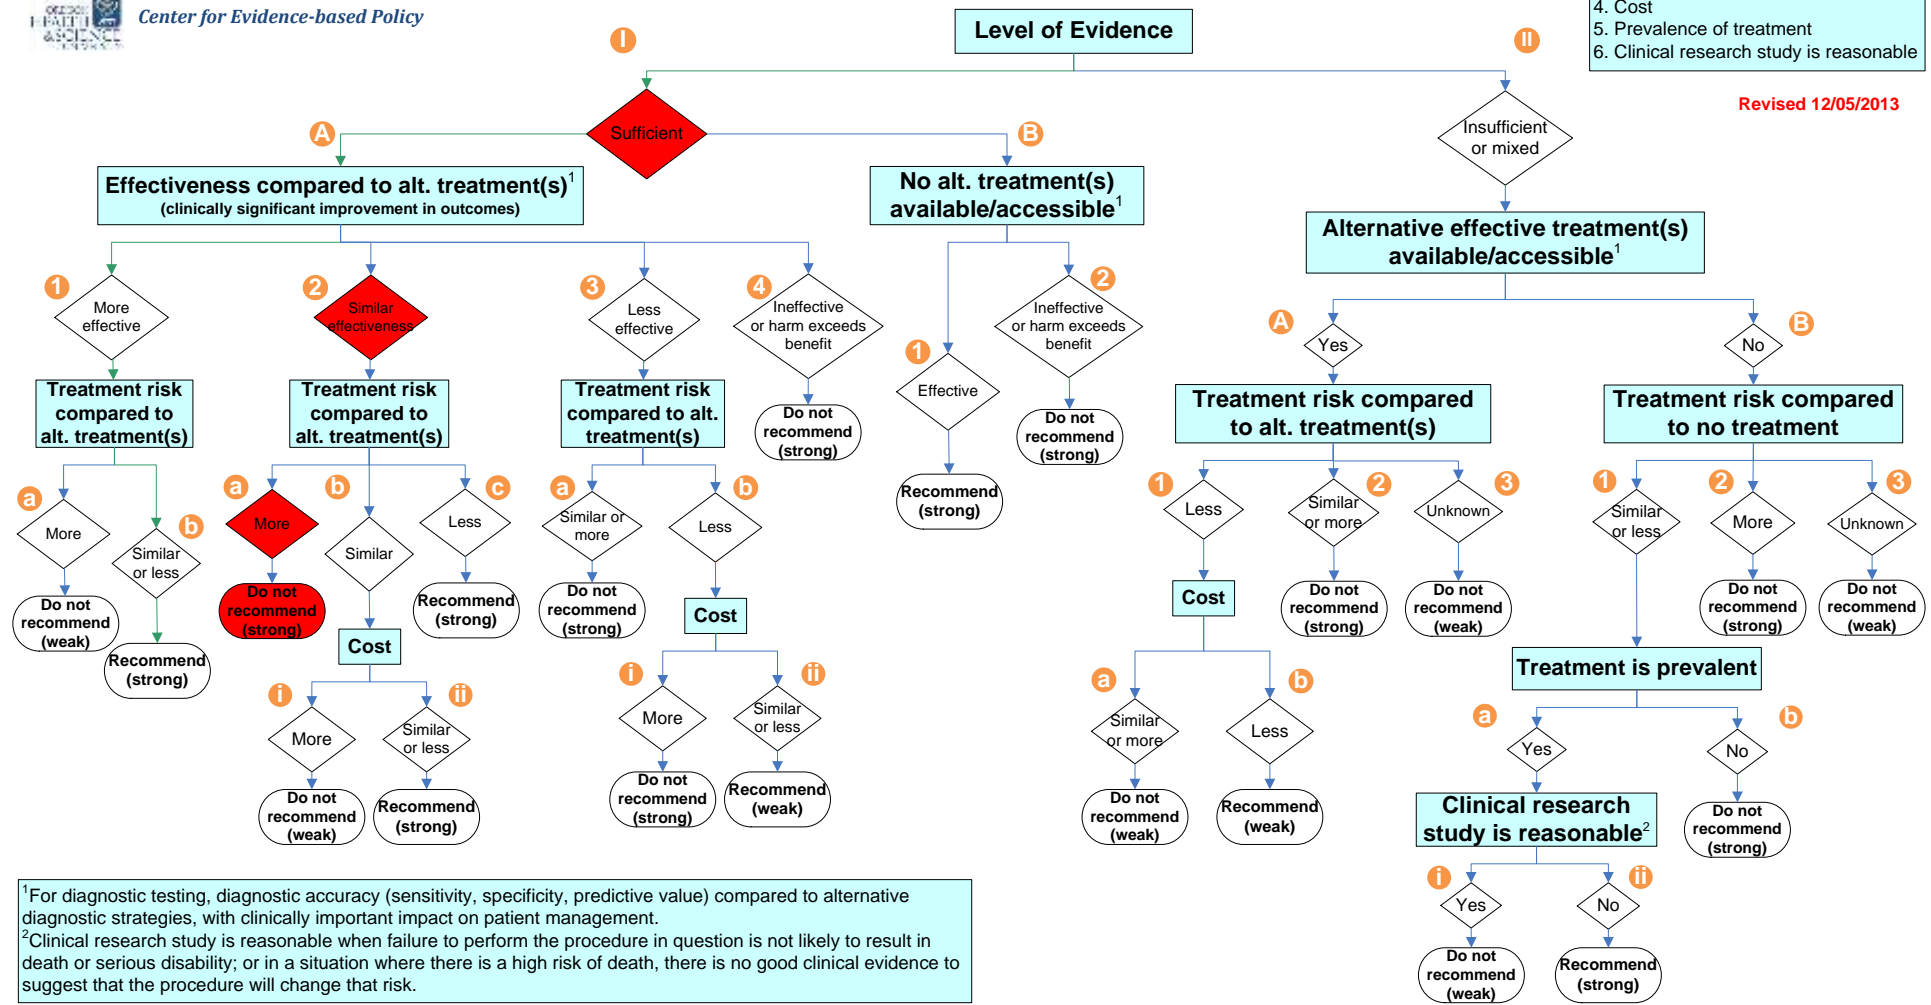 OREGON
HEALTH
&SCIENCE
UNIVERSITY
Center for Evidence-based Policy
4. Cost
5. Prevalence of treatment
6. Clinical research study is reasonable
Revised 12/05/2013
Level of Evidence
I
II
Sufficient
Insufficient
or mixed
A
B
Effectiveness compared to alt. treatment(s)1
(clinically significant improvement in outcomes)
No alt. treatment(s)
available/accessible1
Alternative effective treatment(s)
available/accessible1
1
More
effective
2
Similar
effectiveness
3
Less
effective
4
Ineffective
or harm exceeds
benefit
1
Effective
2
Ineffective
or harm exceeds
benefit
A
Yes
B
No
Treatment risk
compared to
alt. treatment(s)
Treatment risk
compared to
alt. treatment(s)
Treatment risk
compared to alt.
treatment(s)
Do not
recommend
(strong)
Recommend
(strong)
Do not
recommend
(strong)
Treatment risk compared
to alt. treatment(s)
Treatment risk compared
to no treatment
a
More
b
Similar
or less
a
More
b
Similar
c
Less
a
Similar or
more
b
Less
1
Less
2
Similar
or more
3
Unknown
1
Similar
or less
2
More
3
Unknown
Do not
recommend
(weak)
Recommend
(strong)
Do not
recommend
(strong)
Cost
Recommend
(strong)
Do not
recommend
(strong)
Cost
Cost
Do not
recommend
(strong)
Do not
recommend
(weak)
Treatment is prevalent
Do not
recommend
(strong)
Do not
recommend
(weak)
i
More
ii
Similar
or less
i
More
ii
Similar
or less
a
Similar
or more
b
Less
a
Yes
b
No
Do not
recommend
(weak)
Recommend
(strong)
Do not
recommend
(strong)
Recommend
(weak)
Do not
recommend
(weak)
Recommend
(weak)
Clinical research
study is reasonable2
Do not
recommend
(strong)
i
Yes
ii
No
Do not
recommend
(weak)
Recommend
(strong)
1For diagnostic testing, diagnostic accuracy (sensitivity, specificity, predictive value) compared to alternative
diagnostic strategies, with clinically important impact on patient management.
2Clinical research study is reasonable when failure to perform the procedure in question is not likely to result in
death or serious disability; or in a situation where there is a high risk of death, there is no good clinical evidence to
suggest that the procedure will change that risk.